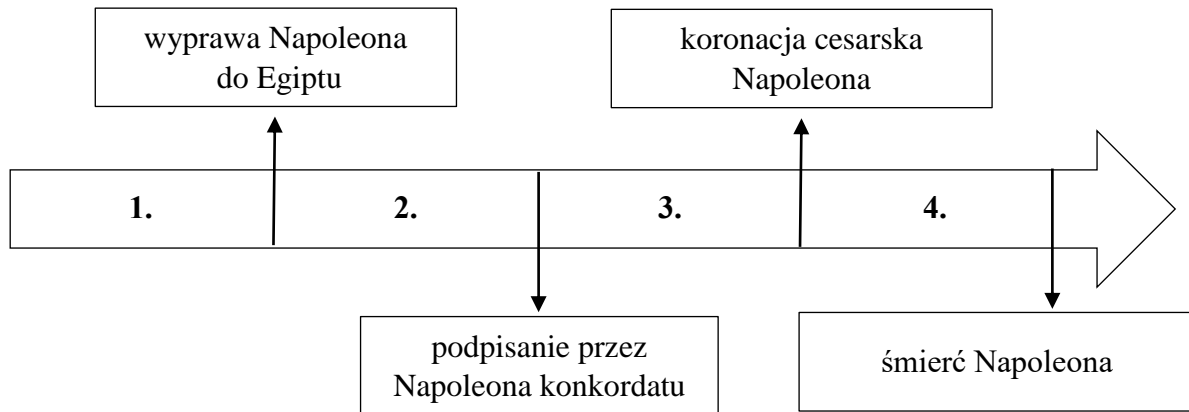 wyprawa Napoleona
do Egiptu
koronacja cesarska
Napoleona
1.
2.
3.
4.
podpisanie przez
Napoleona konkordatu
śmierć Napoleona